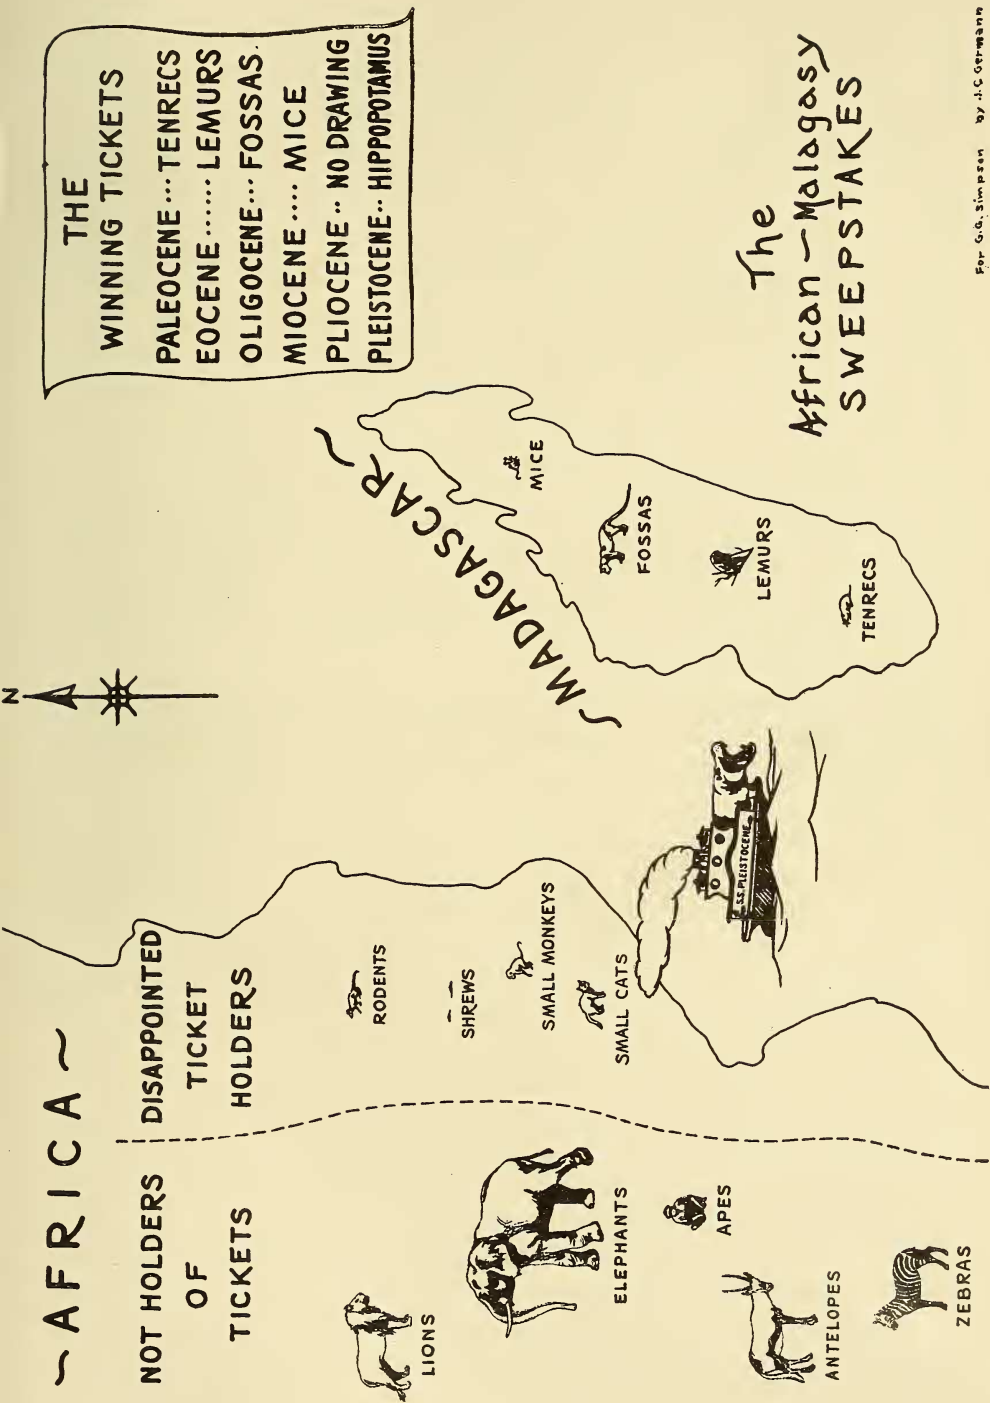 ~AFRICA~
NOT HOLDERS
OF
TICKETS
DISAPPOINTED
TICKET
HOLDERS
LIONS
ELEPHANTS
APES
ANTELOPES
ZEBRAS
RODENTS
SHREWS
SMALL MONKEYS
SMALL CATS
S.S. PLEISTOCENE
N
~MADAGASCAR~
MICE
FOSSAS
LEMURS
TENRECS
THE
WINNING TICKETS
PALEOCENE···TENRECS
EOCENE······LEMURS
OLIGOCENE···FOSSAS.
MIOCENE·····MICE
PLIOCENE··NO DRAWING
PLEISTOCENE··HIPPOPOTAMUS
The
African–Malagasy
SWEEPSTAKES
For G.G. Simpson by J.C Germann